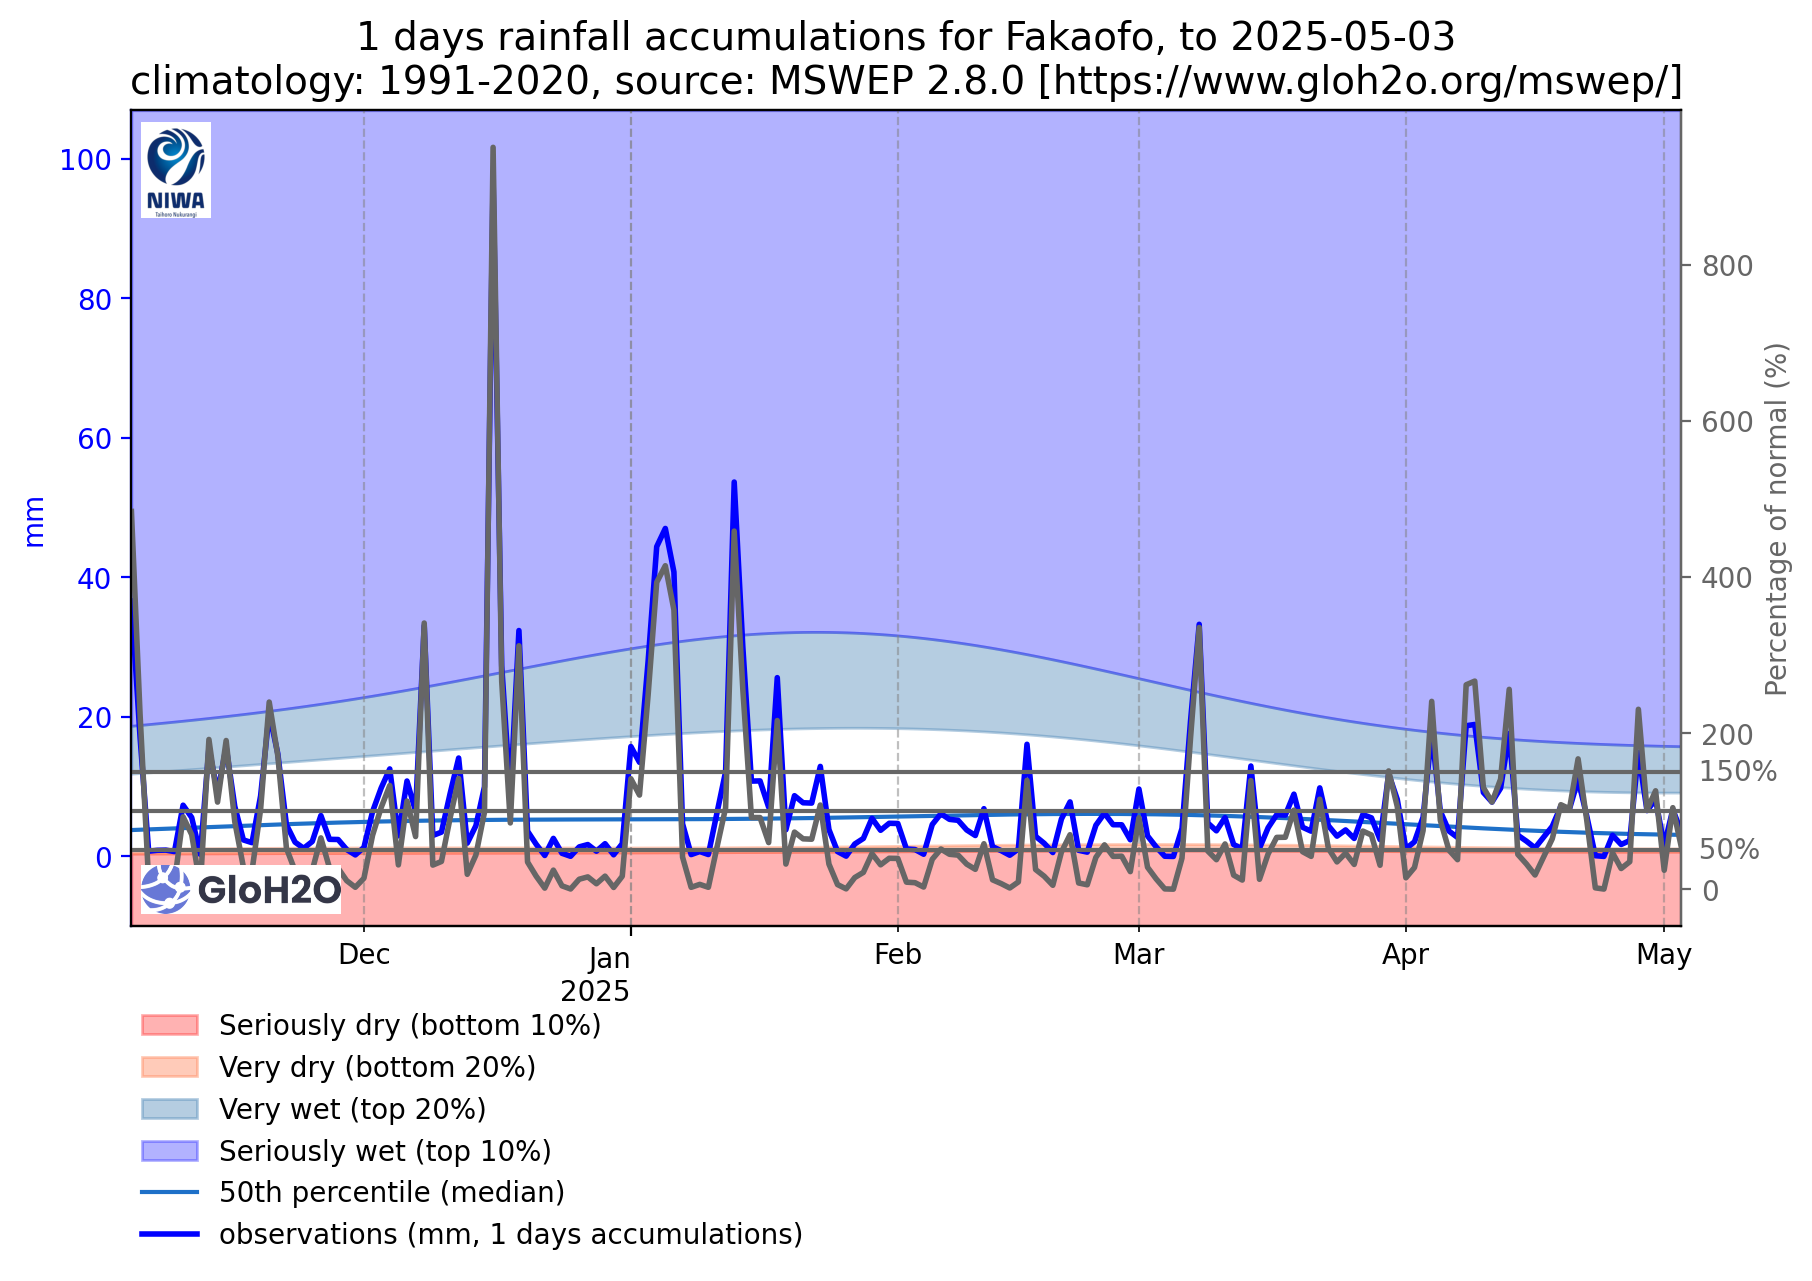 1 days rainfall accumulations for Fakaofo, to 2025-05-03
climatology: 1991-2020, source: MSWEP 2.8.0 [https://www.gloh2o.org/mswep/]
NIWA
Taihoro Nukurangi
100
80
60
40
20
0
mm
800
600
400
200
150%
50%
0
Percentage of normal (%)
GloH2O
Dec
Jan
2025
Feb
Mar
Apr
May
Seriously dry (bottom 10%)
Very dry (bottom 20%)
Very wet (top 20%)
Seriously wet (top 10%)
50th percentile (median)
observations (mm, 1 days accumulations)